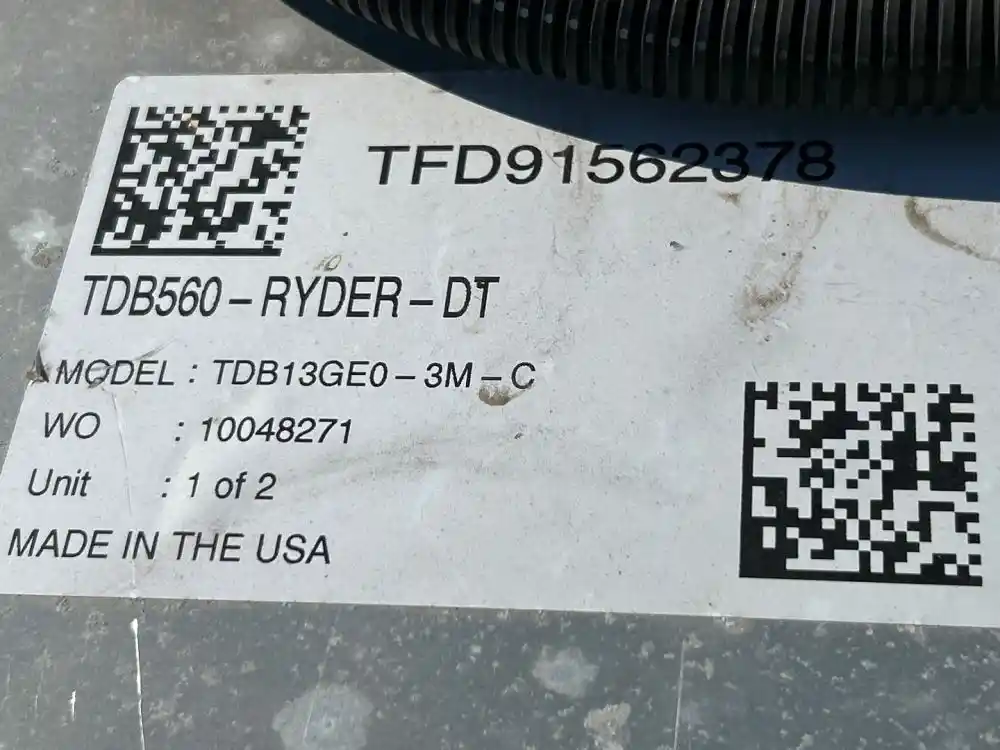 TFD91562378
TDB560-RYDER-DT
MODEL : TDB13GE0-3M-C
WO : 10048271
Unit : 1 of 2
MADE IN THE USA